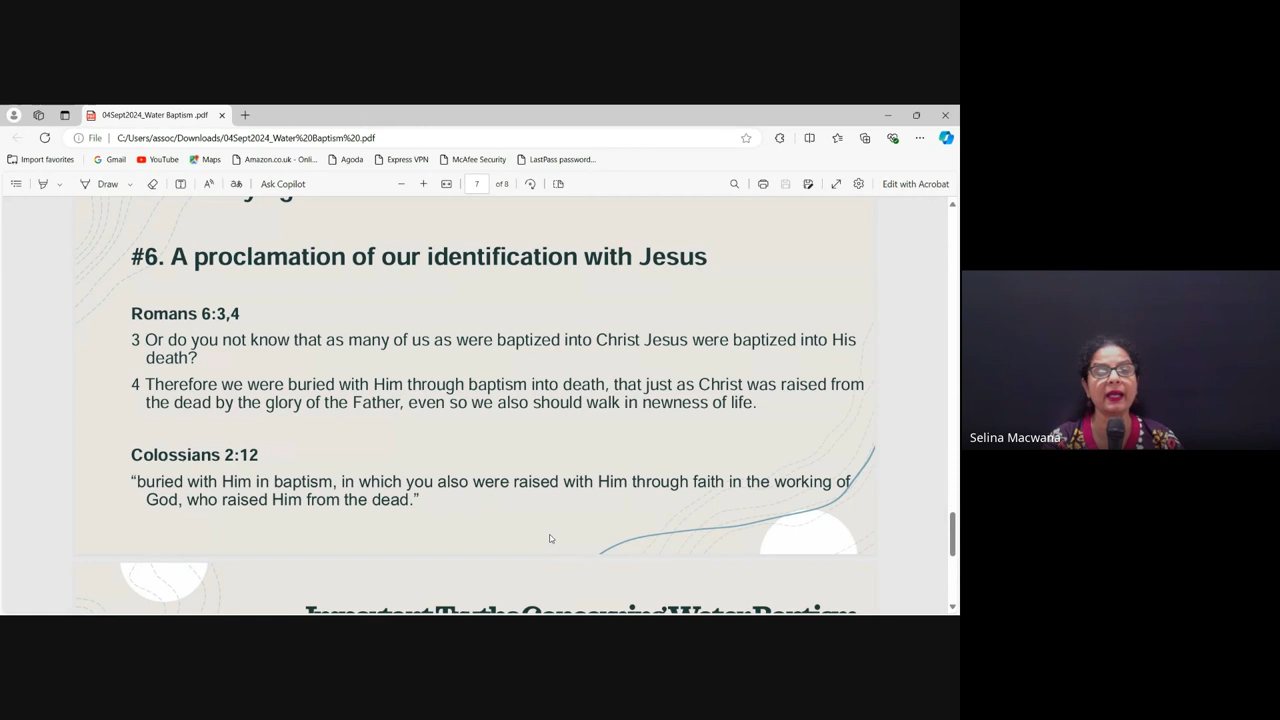 04Sept2024_Water Baptism .pdf
File C:/Users/assoc/Downloads/04Sept2024_Water%20Baptism%20.pdf
Import favorites Gmail YouTube Maps Amazon.co.uk - Onli... Agoda Express VPN McAfee Security LastPass password...
Draw Ask Copilot 7 of 8 Edit with Acrobat
#6. A proclamation of our identification with Jesus
Romans 6:3,4
3 Or do you not know that as many of us as were baptized into Christ Jesus were baptized into His
death?
4 Therefore we were buried with Him through baptism into death, that just as Christ was raised from
the dead by the glory of the Father, even so we also should walk in newness of life.
Colossians 2:12
“buried with Him in baptism, in which you also were raised with Him through faith in the working of
God, who raised Him from the dead.”
Important Truths Concerning Water Baptism
Selina Macwana